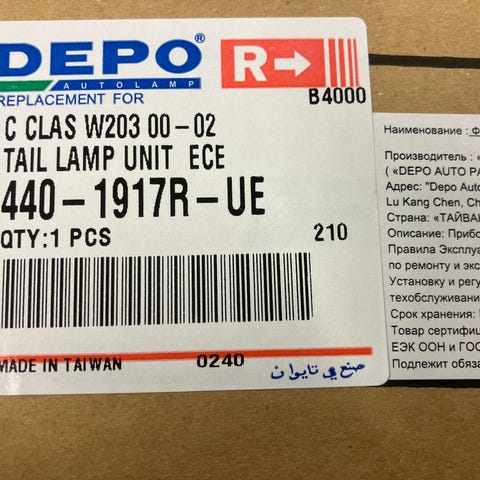 DEPO®
AUTOLAMP
REPLACEMENT FOR
R
B4000
C CLAS W203 00-02
TAIL LAMP UNIT ECE
440-1917R-UE
QTY:1 PCS
210
MADE IN TAIWAN
0240
صنع في تايوان
Наименование :
Производитель : «
( «DEPO AUTO PA
Адрес: "Depo Auto
Lu Kang Chen, Ch
Страна: «ТАЙВАН
Описание: Прибо
Правила Эксплуа
по ремонту и экс
Установку и регу
техобслуживани
Срок хранения:
Товар сертифиц
ЕЭК ООН и ГОС
Подлежит обяза